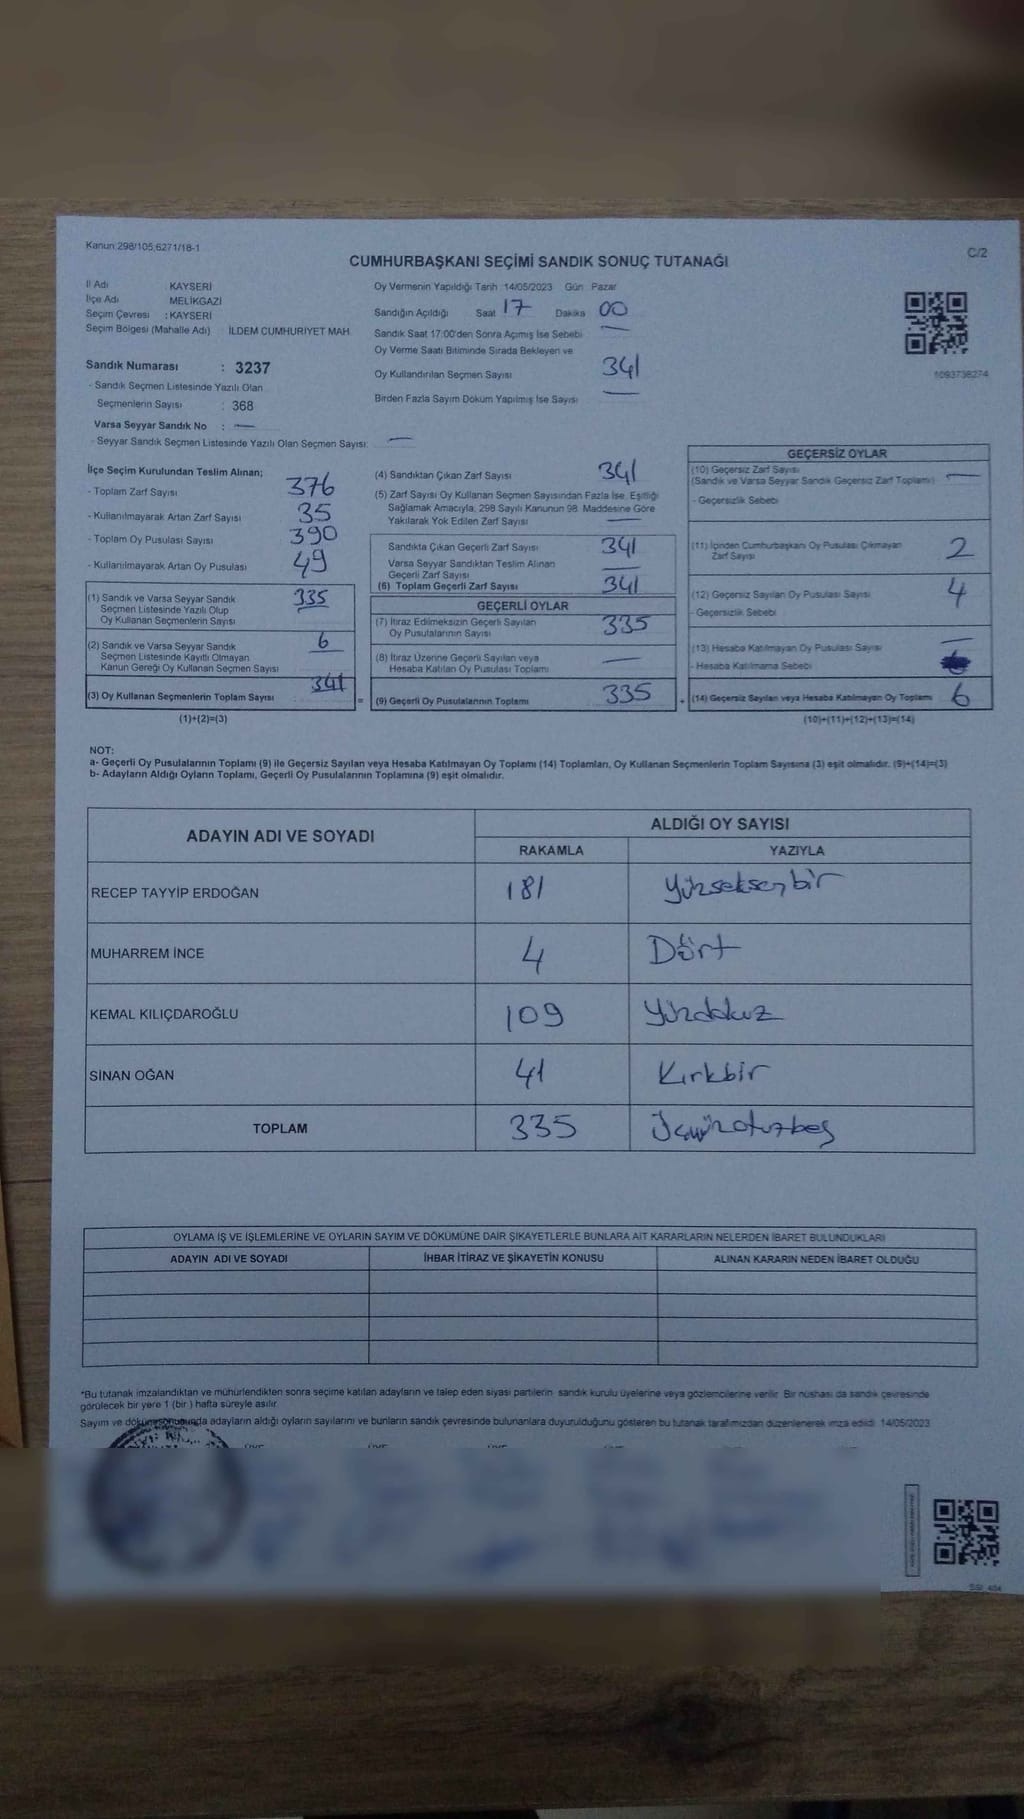 Kanun:298/105,6271/18-1
C/2
CUMHURBAŞKANI SEÇİMİ SANDIK SONUÇ TUTANAĞI
İl Adı KAYSERİ
İlçe Adı MELİKGAZİ
Seçim Çevresi : KAYSERİ
Seçim Bölgesi (Mahalle Adı) İLDEM CUMHURİYET MAH.
Sandık Numarası : 3237
- Sandık Seçmen Listesinde Yazılı Olan
Seçmenlerin Sayısı : 368
Varsa Seyyar Sandık No : —
- Seyyar Sandık Seçmen Listesinde Yazılı Olan Seçmen Sayısı: —
Oy Vermenin Yapıldığı Tarih :14/05/2023 Gün Pazar
Sandığın Açıldığı Saat 17 Dakika 00
Sandık Saat 17:00'den Sonra Açımış İse Sebebi —
Oy Verme Saati Bitiminde Sırada Bekleyen ve
Oy Kullandırılan Seçmen Sayısı 341
Birden Fazla Sayım Döküm Yapılmış İse Sayısı —
1093738274
İlçe Seçim Kurulundan Teslim Alınan;
- Toplam Zarf Sayısı 376
- Kullanılmayarak Artan Zarf Sayısı 35
- Toplam Oy Pusulası Sayısı 390
- Kullanılmayarak Artan Oy Pusulası 49
(1) Sandık ve Varsa Seyyar Sandık 335
Seçmen Listesinde Yazılı Olup
Oy Kullanan Seçmenlerin Sayısı
(2) Sandık ve Varsa Seyyar Sandık 6
Seçmen Listesinde Kayıtlı Olmayan
Kanun Gereği Oy Kullanan Seçmen Sayısı
(3) Oy Kullanan Seçmenlerin Toplam Sayısı 341
(1)+(2)=(3)
(4) Sandıktan Çıkan Zarf Sayısı 341
(5) Zarf Sayısı Oy Kullanan Seçmen Sayısından Fazla İse, Eşitliği
Sağlamak Amacıyla, 298 Sayılı Kanunun 98. Maddesine Göre
Yakılarak Yok Edilen Zarf Sayısı —
Sandıkta Çıkan Geçerli Zarf Sayısı 341
Varsa Seyyar Sandıktan Teslim Alınan
Geçerli Zarf Sayısı —
(6) Toplam Geçerli Zarf Sayısı 341
GEÇERLİ OYLAR
(7) İtiraz Edilmeksizin Geçerli Sayılan
Oy Pusulalarının Sayısı 335
(8) İtiraz Üzerine Geçerli Sayılan veya
Hesaba Katılan Oy Pusulası Toplamı —
= (9) Geçerli Oy Pusulalarının Toplamı 335 +
GEÇERSİZ OYLAR
(10) Geçersiz Zarf Sayısı
(Sandık ve Varsa Seyyar Sandık Geçersiz Zarf Toplamı) —
- Geçersizlik Sebebi
(11) İçinden Cumhurbaşkanı Oy Pusulası Çıkmayan
Zarf Sayısı 2
(12) Geçersiz Sayılan Oy Pusulası Sayısı 4
- Geçersizlik Sebebi
(13) Hesaba Katılmayan Oy Pusulası Sayısı —
- Hesaba Katılmama Sebebi
(14) Geçersiz Sayılan veya Hesaba Katılmayan Oy Toplamı 6
(10)+(11)+(12)+(13)=(14)
NOT:
a- Geçerli Oy Pusulalarının Toplamı (9) ile Geçersiz Sayılan veya Hesaba Katılmayan Oy Toplamı (14) Toplamları, Oy Kullanan Seçmenlerin Toplam Sayısına (3) eşit olmalıdır. (9)+(14)=(3)
b- Adayların Aldığı Oyların Toplamı, Geçerli Oy Pusulalarının Toplamına (9) eşit olmalıdır.
ADAYIN ADI VE SOYADI
ALDIĞI OY SAYISI
RAKAMLA YAZIYLA
RECEP TAYYİP ERDOĞAN 181 Yüzseksenbir
MUHARREM İNCE 4 Dört
KEMAL KILIÇDAROĞLU 109 Yüzdokuz
SİNAN OĞAN 41 Kırkbir
TOPLAM 335 Üçyüzotuzbeş
OYLAMA İŞ VE İŞLEMLERİNE VE OYLARIN SAYIM VE DÖKÜMÜNE DAİR ŞİKAYETLERLE BUNLARA AİT KARARLARIN NELERDEN İBARET BULUNDUKLARI
ADAYIN ADI VE SOYADI İHBAR İTİRAZ VE ŞİKAYETİN KONUSU ALINAN KARARIN NEDEN İBARET OLDUĞU
*Bu tutanak imzalandıktan ve mühürlendikten sonra seçime katılan adayların ve talep eden siyasi partilerin sandık kurulu üyelerine veya gözlemcilerine verilir. Bir nüshası da sandık çevresinde
görülecek bir yere 1 (bir ) hafta süreyle asılır.
Sayım ve dökümü sonunda adayların aldığı oyların sayılarını ve bunların sandık çevresinde bulunanlara duyurulduğunu gösteren bu tutanak tarafımızdan düzenlenerek imza edildi. 14/05/2023